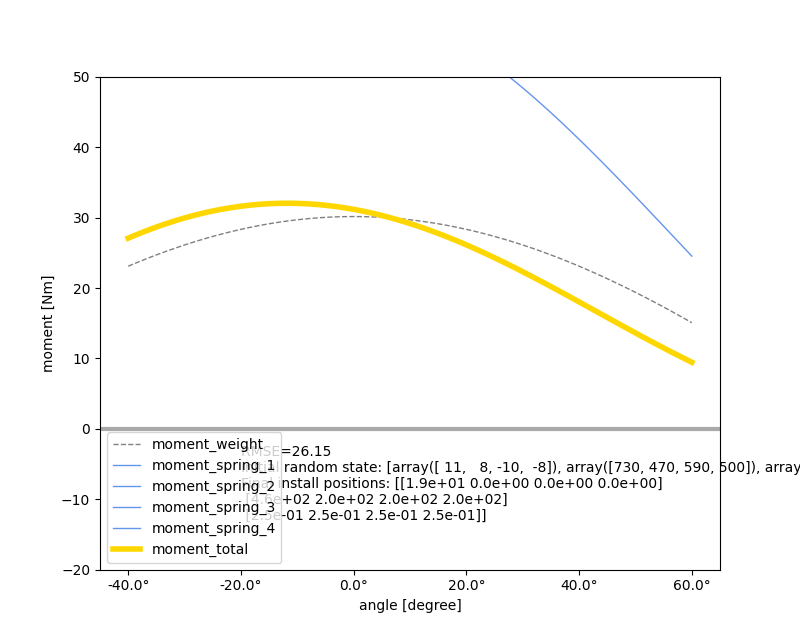 50
40
30
20
10
0
−10
−20
moment [Nm]
moment_weight
moment_spring_1
moment_spring_2
moment_spring_3
moment_spring_4
moment_total
RMSE=26.15
random state: [array([ 11, 8, -10, -8]), array([730, 470, 590, 500]), array
install positions: [[1.9e+01 0.0e+00 0.0e+00 0.0e+00]
e+02 2.0e+02 2.0e+02 2.0e+02]
e-01 2.5e-01 2.5e-01 2.5e-01]]
-40.0° -20.0° 0.0° 20.0° 40.0° 60.0°
angle [degree]